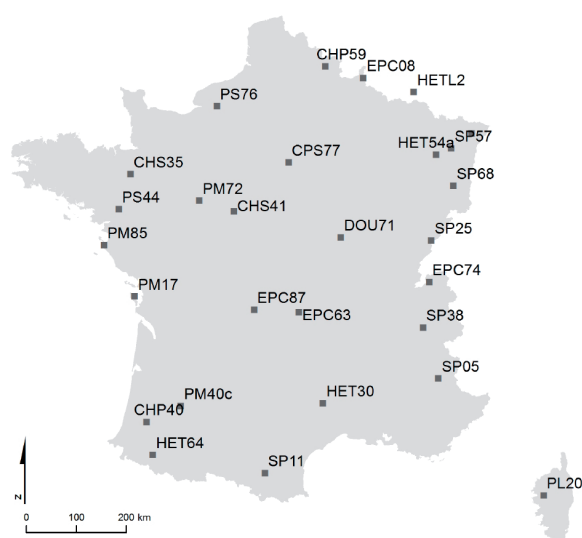 CHP59
EPC08
HETL2
PS76
SP57
HET54a
CPS77
CHS35
SP68
PM72
PS44
CHS41
DOU71
SP25
PM85
EPC74
PM17
EPC87
EPC63
SP38
SP05
PM40c
HET30
CHP40
HET64
SP11
PL20
N
0 100 200 km